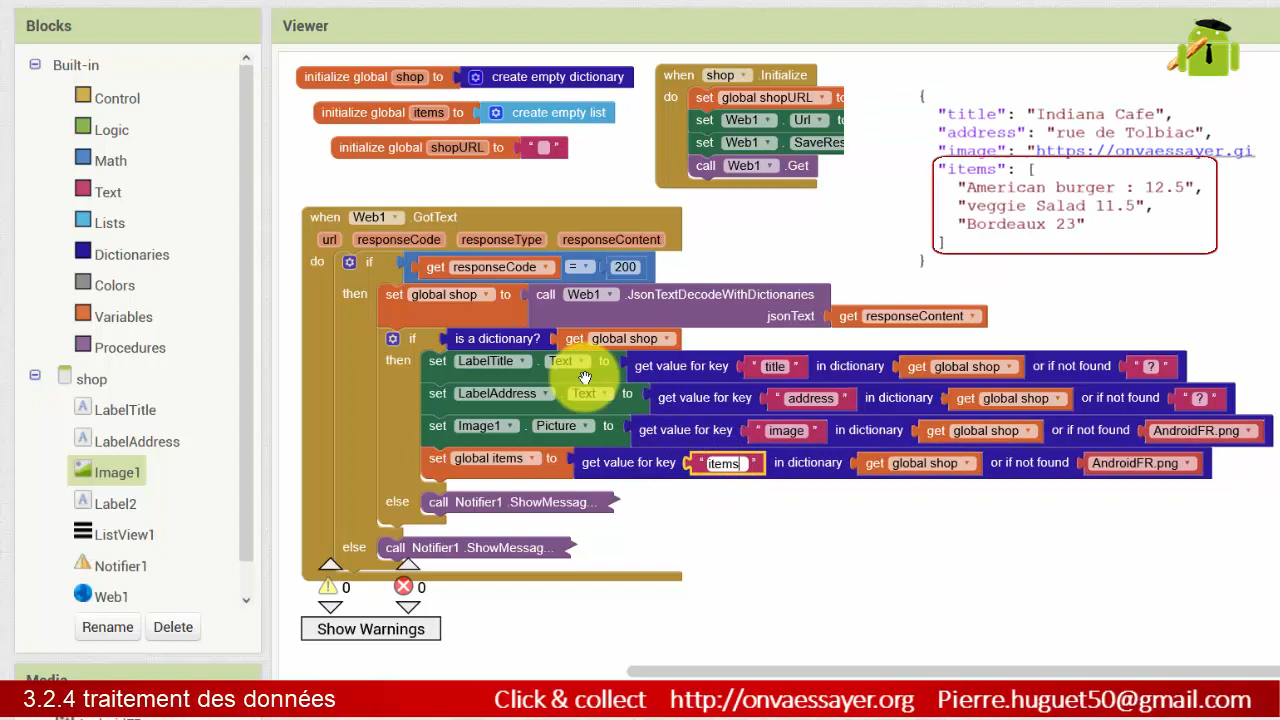 Blocks
Built-in
Control
Logic
Math
Text
Lists
Dictionaries
Colors
Variables
Procedures
shop
LabelTitle
LabelAddress
Image1
Label2
ListView1
Notifier1
Web1
Rename Delete
Viewer
initialize global shop to create empty dictionary
initialize global items to create empty list
initialize global shopURL to " "
when shop .Initialize
do set global shopURL to
set Web1 . Url to
set Web1 . SaveRes
call Web1 .Get
{
"title": "Indiana Cafe",
"address": "rue de Tolbiac",
"image": "https://onvaessayer.gi
"items": [
"American burger : 12.5",
"veggie Salad 11.5",
"Bordeaux 23"
]
}
when Web1 .GotText
url responseCode responseType responseContent
do if get responseCode = 200
then set global shop to call Web1 .JsonTextDecodeWithDictionaries
jsonText get responseContent
if is a dictionary? get global shop
then set LabelTitle . Text to get value for key " title " in dictionary get global shop or if not found " ? "
set LabelAddress . Text to get value for key " address " in dictionary get global shop or if not found " ? "
set Image1 . Picture to get value for key " image " in dictionary get global shop or if not found AndroidFR.png
set global items to get value for key " items " in dictionary get global shop or if not found AndroidFR.png
else call Notifier1 .ShowMessag...
else call Notifier1 .ShowMessag...
0 0
Show Warnings
3.2.4 traitement des données Click & collect http://onvaessayer.org Pierre.huguet50@gmail.com